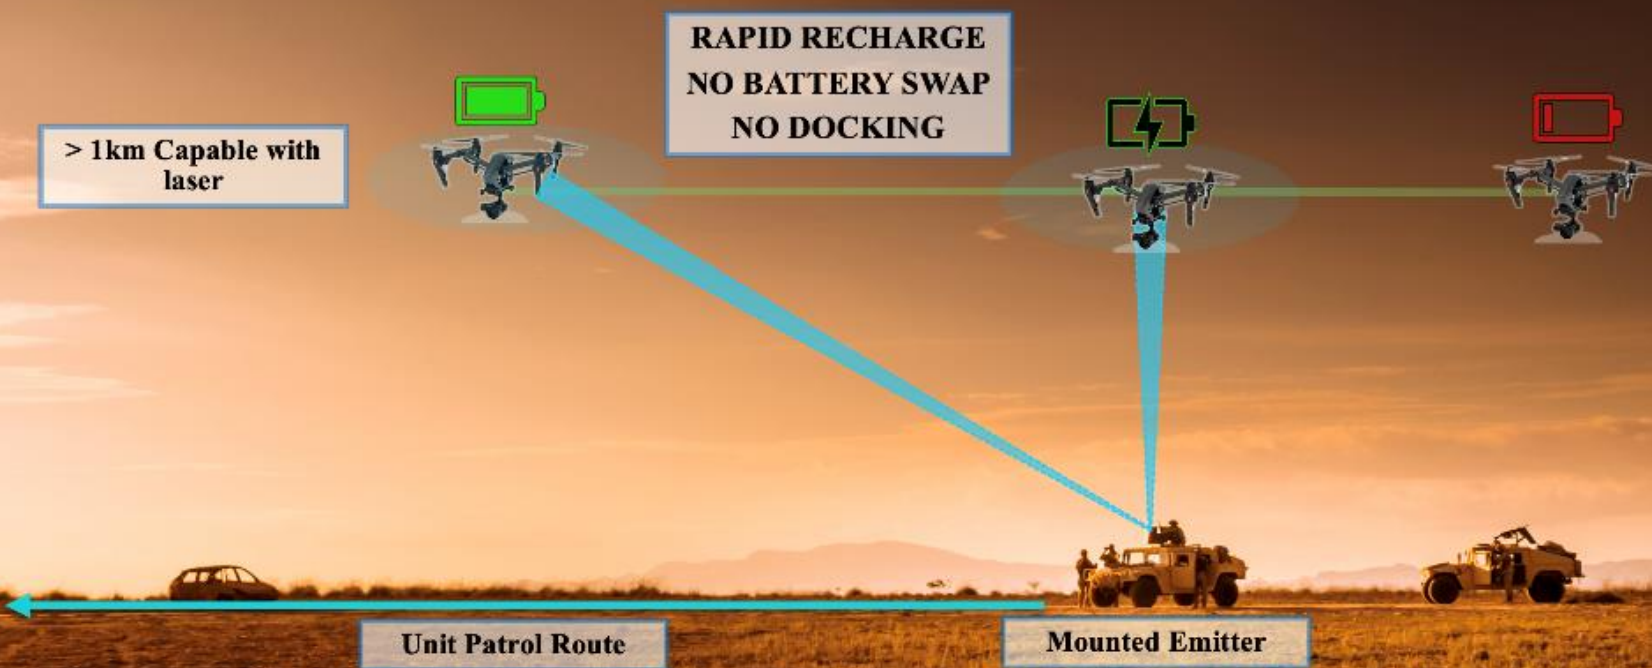 RAPID RECHARGE
NO BATTERY SWAP
NO DOCKING
> 1km Capable with
laser
Unit Patrol Route
Mounted Emitter